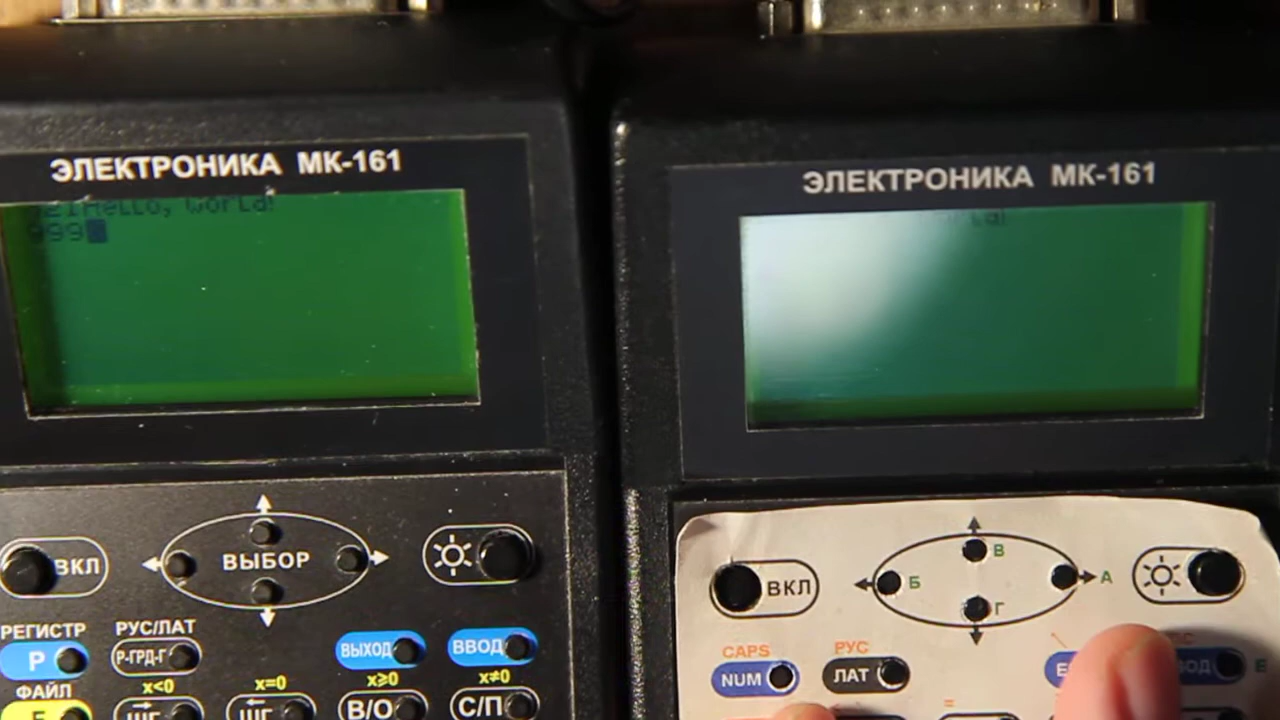 ЭЛЕКТРОНИКА МК-161
Hello, World!
999
ВКЛ
ВЫБОР
РЕГИСТР
РУС/ЛАТ
Р
Р-ГРД-Г
ВЫХОД
ВВОД
ФАЙЛ
x<0
x=0
x≥0
x≠0
F
ШГ
ШГ
В/О
С/П
ЭЛЕКТРОНИКА МК-161
ВКЛ
В
Б
А
Г
CAPS
РУС
NUM
ЛАТ
E
=